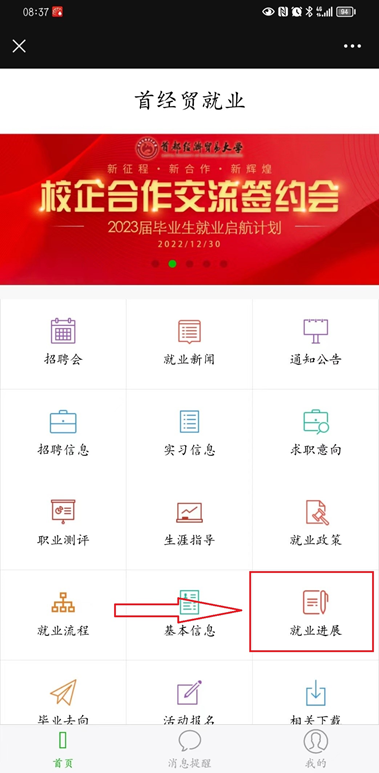 08:37
94
首经贸就业
首都经济贸易大学
新征程·新合作·新辉煌
校企合作交流签约会
2023届毕业生就业启航计划
2022/12/30
招聘会 就业新闻 通知公告
招聘信息 实习信息 求职意向
职业测评 生涯指导 就业政策
就业流程 基本信息 就业进展
毕业去向 活动报名 相关下载
首页 消息提醒 我的